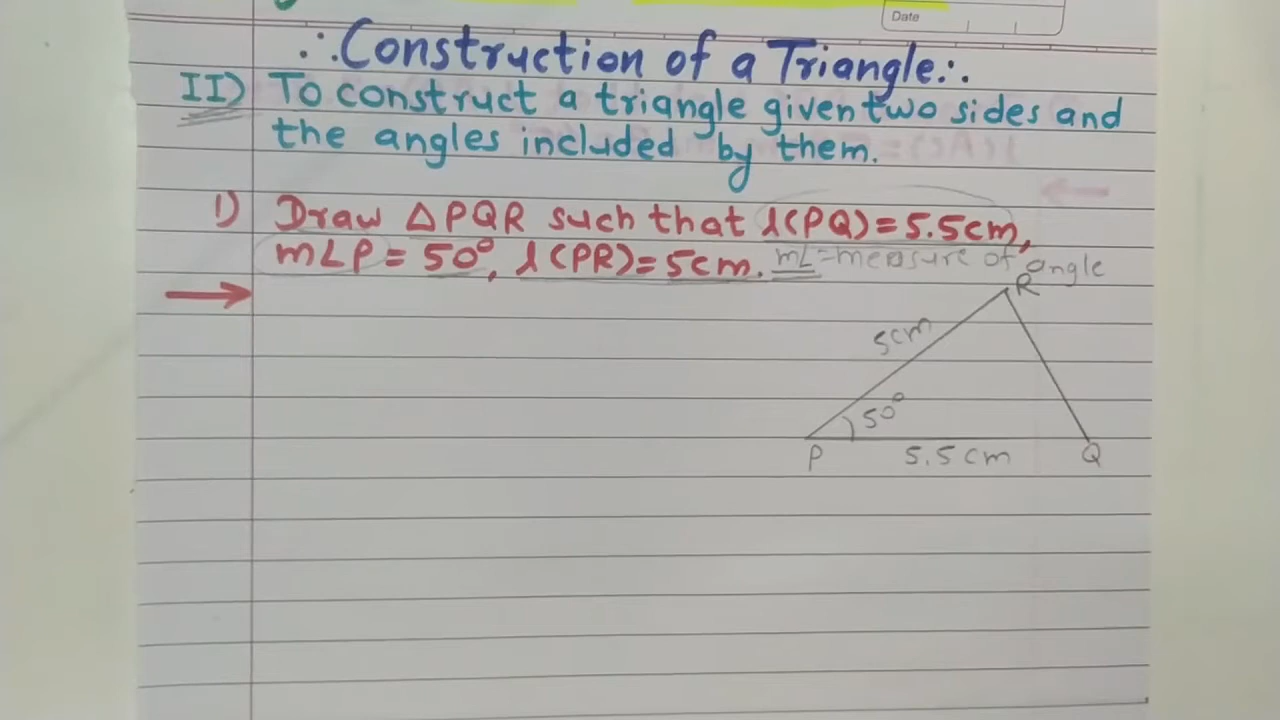 Date
∴Construction of a Triangle∴.
II) To construct a triangle given two sides and
the angles included by them.
1) Draw △PQR such that l(PQ)=5.5cm,
m∠P = 50°, l(PR)=5cm. m∠=measure of angle
R
5cm
50°
P 5.5cm Q